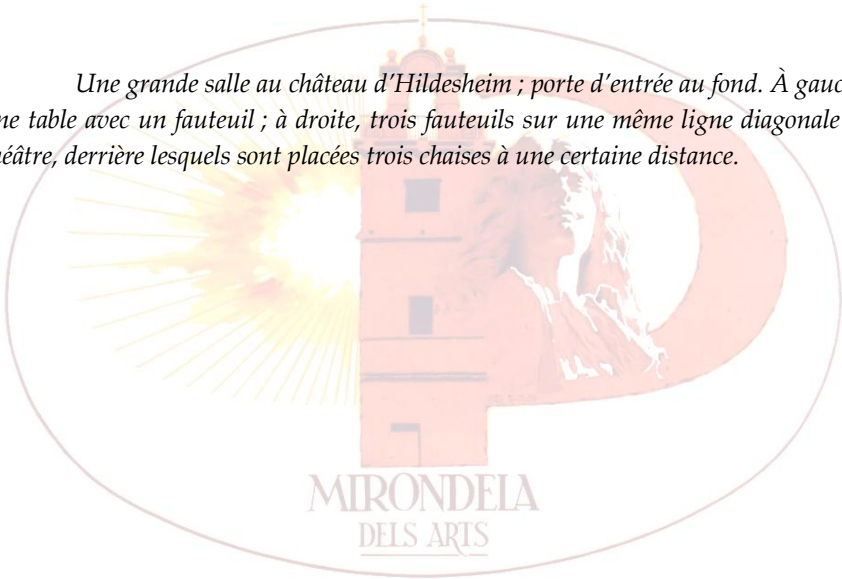 Une grande salle au château d’Hildesheim ; porte d’entrée au fond. À gauc
ne table avec un fauteuil ; à droite, trois fauteuils sur une même ligne diagonale
éâtre, derrière lesquels sont placées trois chaises à une certaine distance.
MIRONDELA
DELS ARTS